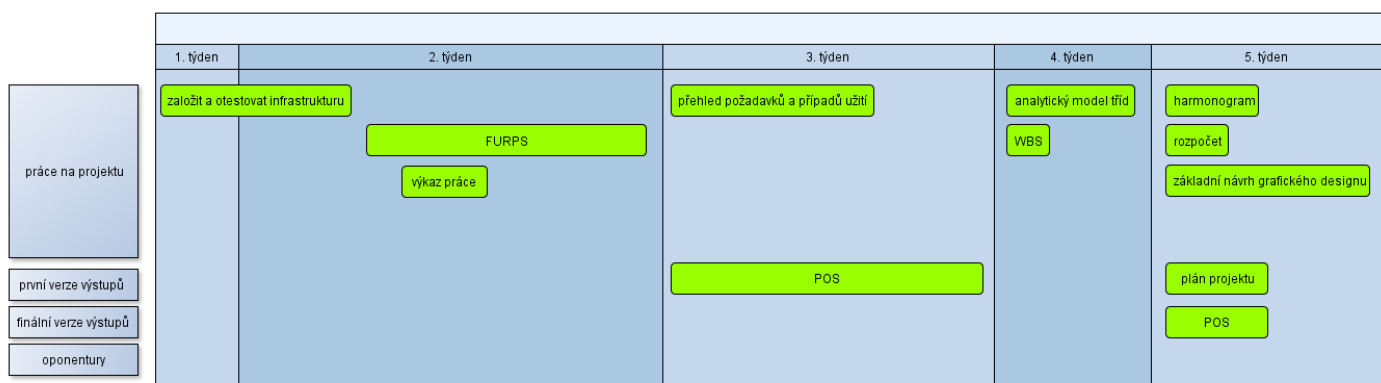 1. týden
2. týden
3. týden
4. týden
5. týden
práce na projektu
založit a otestovat infrastrukturu
přehled požadavků a případů užití
analytický model tříd
harmonogram
FURPS
WBS
rozpočet
výkaz práce
základní návrh grafického designu
první verze výstupů
POS
plán projektu
finální verze výstupů
POS
oponentury